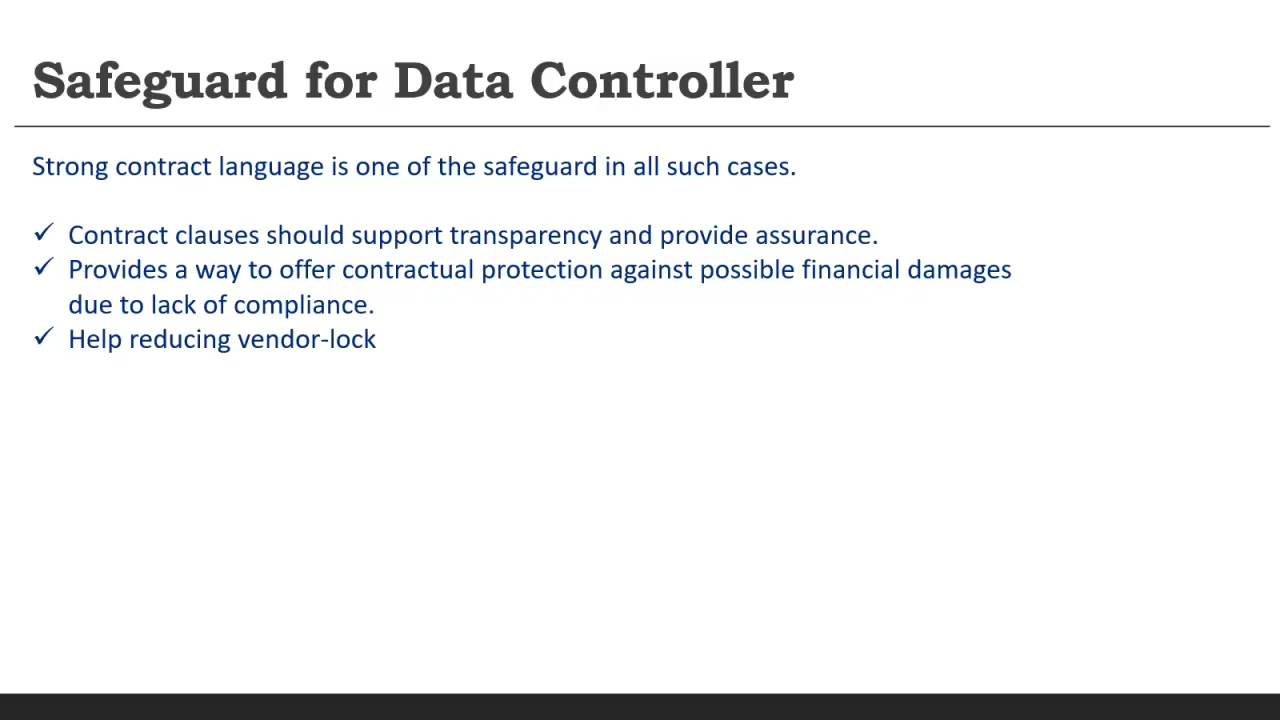 Safeguard for Data Controller
Strong contract language is one of the safeguard in all such cases.
✓ Contract clauses should support transparency and provide assurance.
✓ Provides a way to offer contractual protection against possible financial damages
due to lack of compliance.
✓ Help reducing vendor-lock